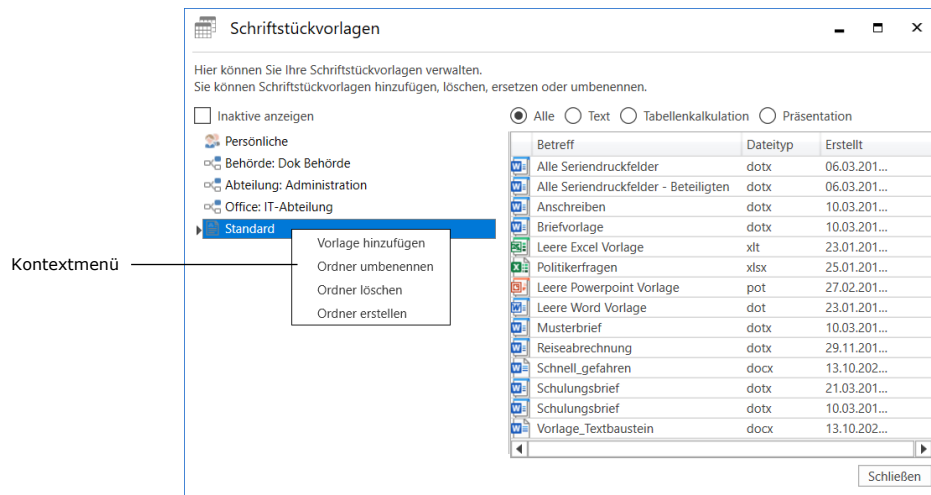 Schriftstückvorlagen
Hier können Sie Ihre Schriftstückvorlagen verwalten.
Sie können Schriftstückvorlagen hinzufügen, löschen, ersetzen oder umbenennen.
Inaktive anzeigen
Persönliche
Behörde: Dok Behörde
Abteilung: Administration
Office: IT-Abteilung
Standard
Kontextmenü
Vorlage hinzufügen
Ordner umbenennen
Ordner löschen
Ordner erstellen
Alle Text Tabellenkalkulation Präsentation
Betreff Dateityp Erstellt
Alle Seriendruckfelder dotx 06.03.201...
Alle Seriendruckfelder - Beteiligten dotx 06.03.201...
Anschreiben dotx 10.03.201...
Briefvorlage dotx 10.03.201...
Leere Excel Vorlage xlt 23.01.201...
Politikerfragen xlsx 25.01.201...
Leere Powerpoint Vorlage pot 27.02.201...
Leere Word Vorlage dot 23.01.201...
Musterbrief dotx 10.03.201...
Reiseabrechnung dotx 29.11.201...
Schnell_gefahren docx 13.10.202...
Schulungsbrief dotx 21.03.201...
Schulungsbrief dotx 10.03.201...
Vorlage_Textbaustein docx 13.10.202...
Schließen